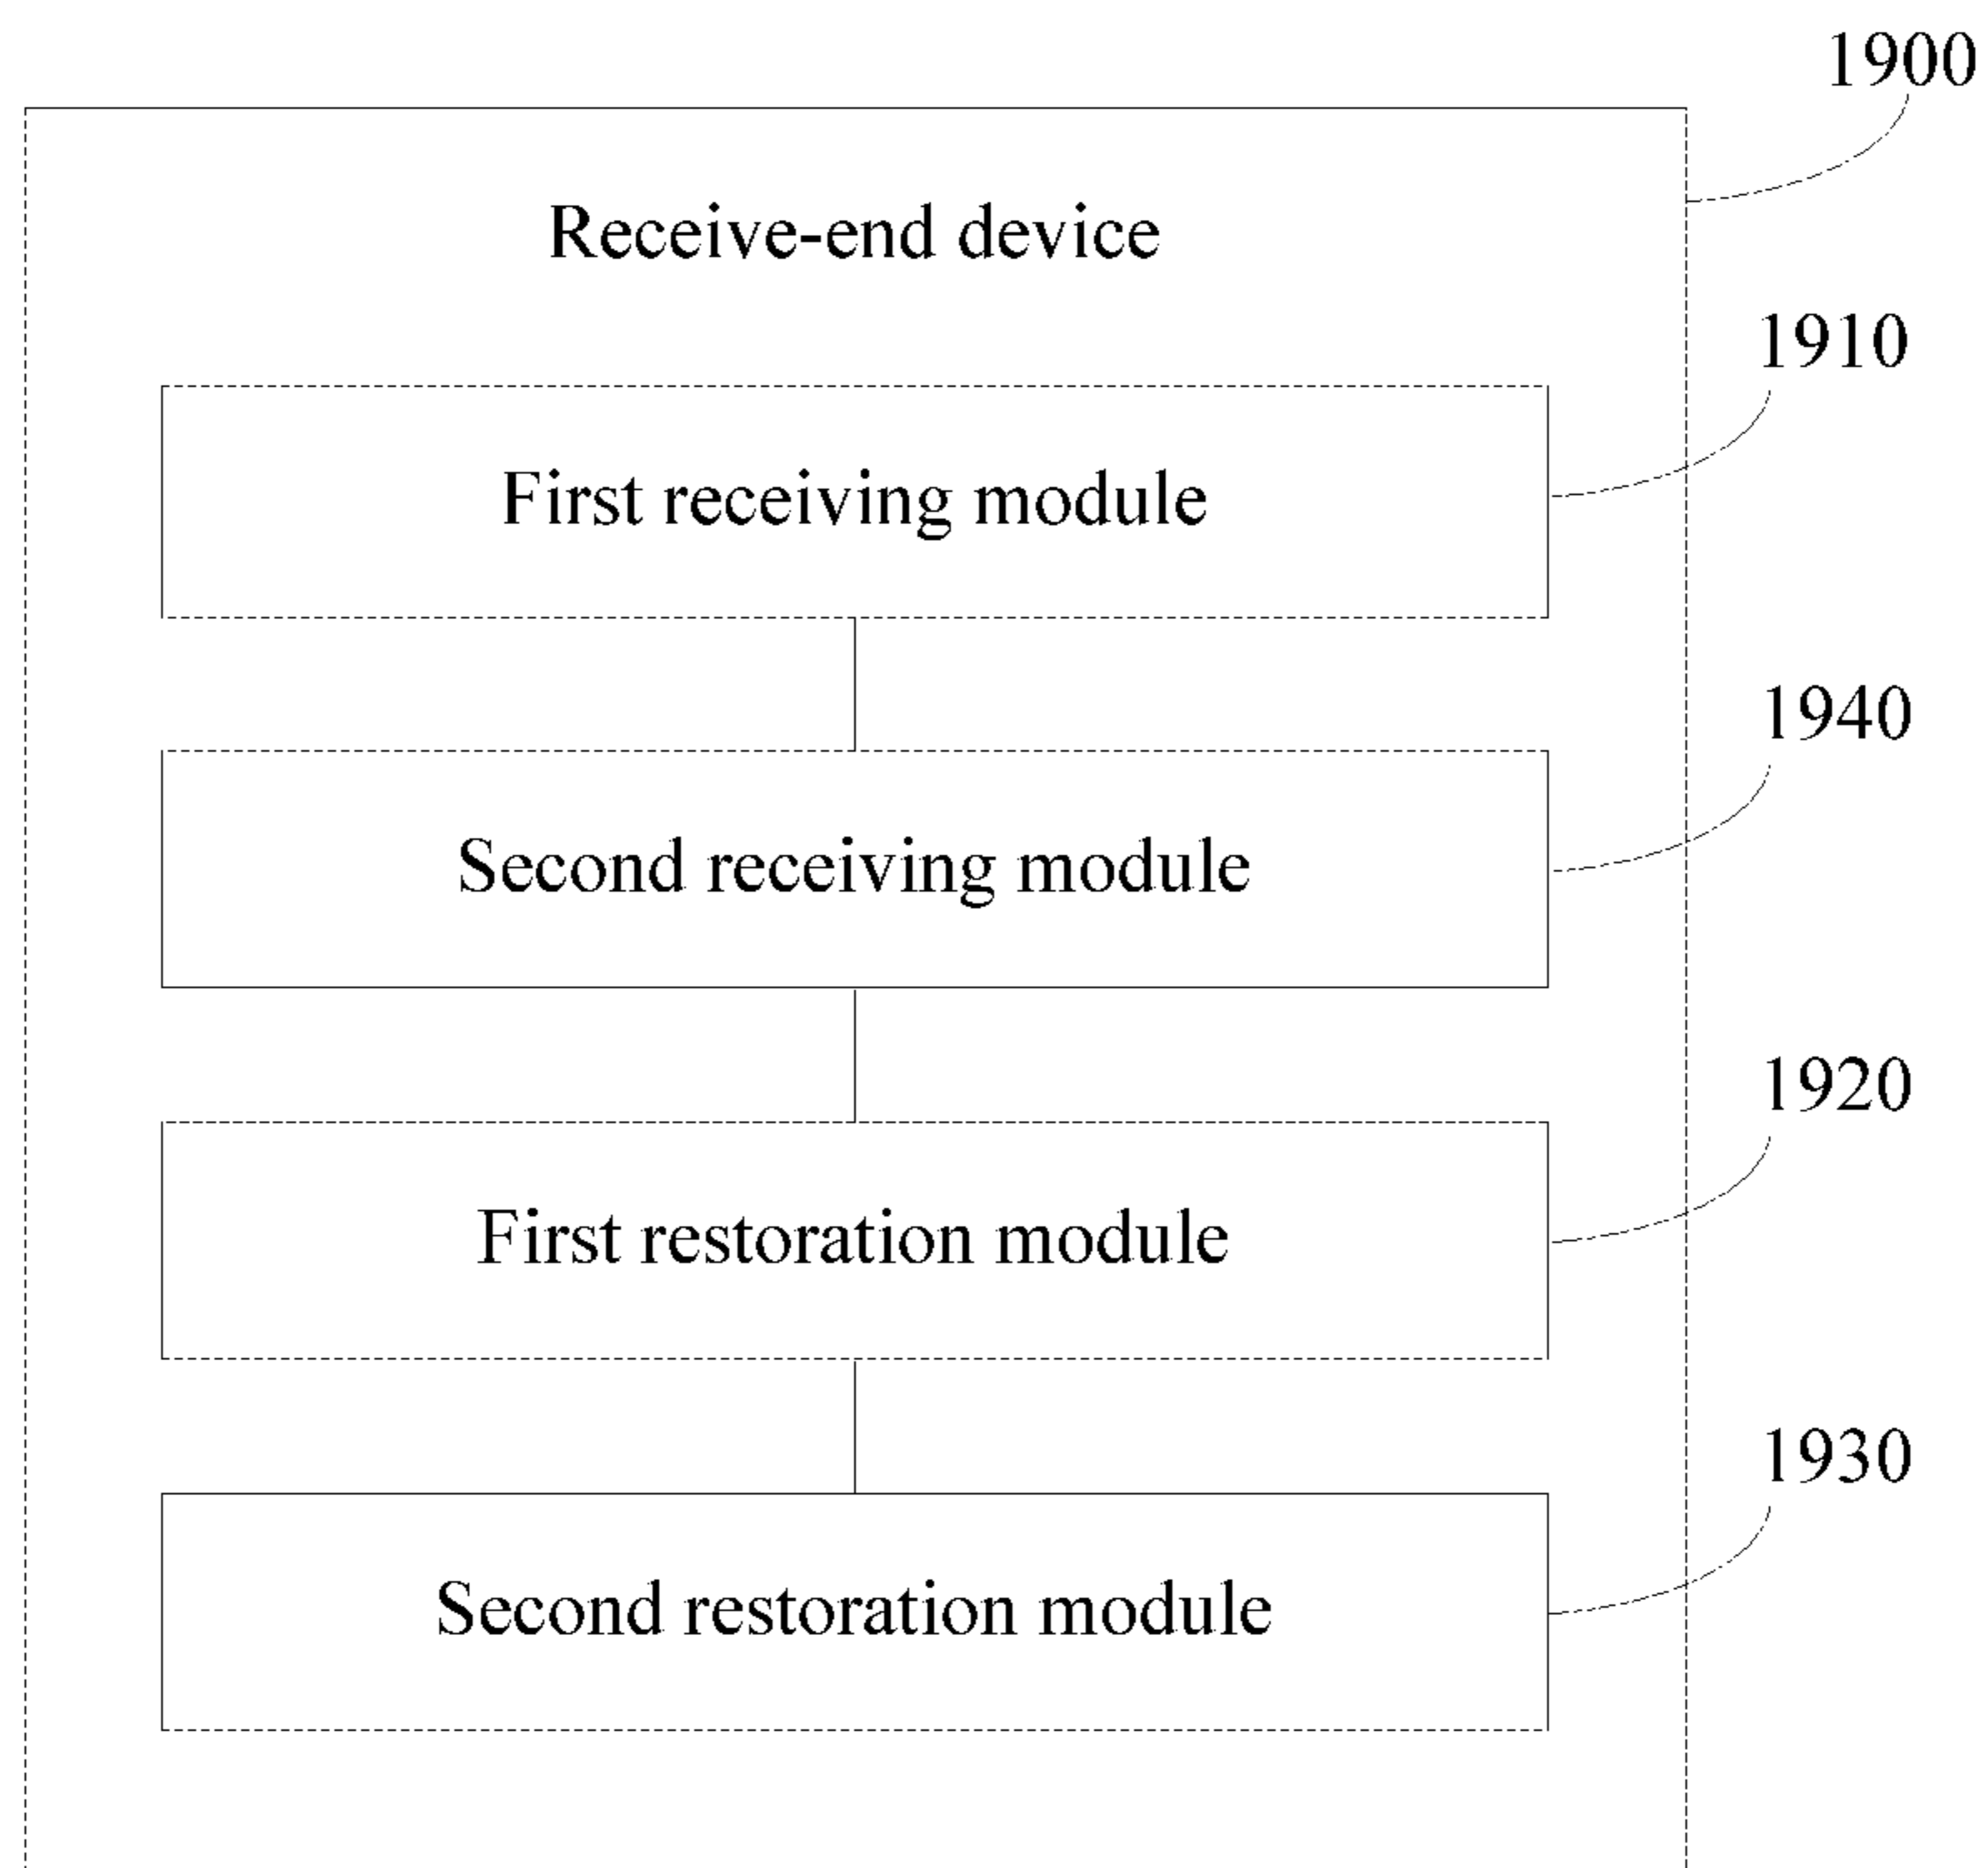 1900
Receive-end device
1910
First receiving module
1940
Second receiving module
1920
First restoration module
1930
Second restoration module